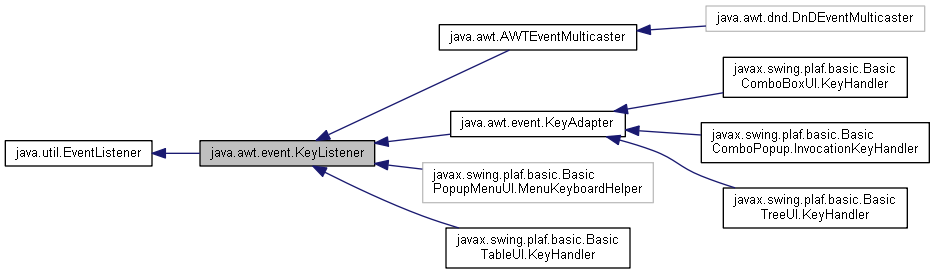 java.awt.dnd.DnDEventMulticaster
java.awt.AWTEventMulticaster
javax.swing.plaf.basic.Basic
ComboBoxUI.KeyHandler
java.awt.event.KeyAdapter
javax.swing.plaf.basic.Basic
ComboPopup.InvocationKeyHandler
java.util.EventListener
java.awt.event.KeyListener
javax.swing.plaf.basic.Basic
PopupMenuUI.MenuKeyboardHelper
javax.swing.plaf.basic.Basic
TreeUI.KeyHandler
javax.swing.plaf.basic.Basic
TableUI.KeyHandler